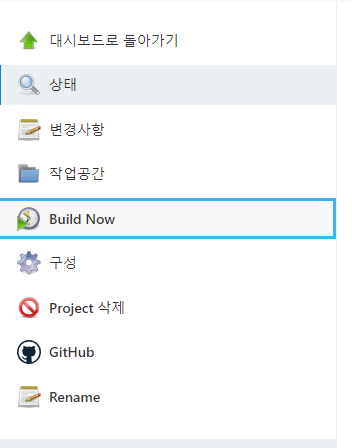 대시보드로 돌아가기
상태
변경사항
작업공간
Build Now
구성
Project 삭제
GitHub
Rename